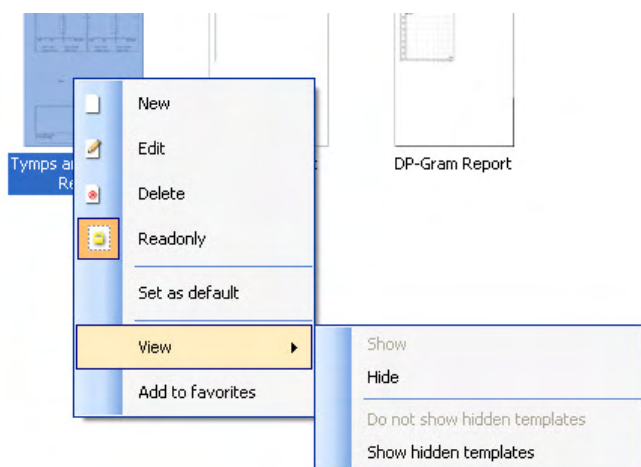 Tymps a
Re
DP-Gram Report
New
Edit
Delete
Readonly
Set as default
View
Add to favorites
Show
Hide
Do not show hidden templates
Show hidden templates